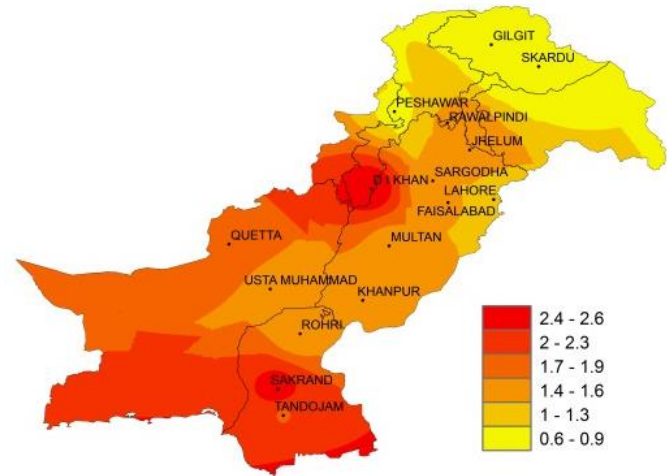 GILGIT
SKARDU
PESHAWAR
RAWALPINDI
JHELUM
D I KHAN
SARGODHA
LAHORE
FAISALABAD
QUETTA
MULTAN
USTA MUHAMMAD
KHANPUR
ROHRI
SAKRAND
TANDOJAM
2.4 - 2.6
2 - 2.3
1.7 - 1.9
1.4 - 1.6
1 - 1.3
0.6 - 0.9